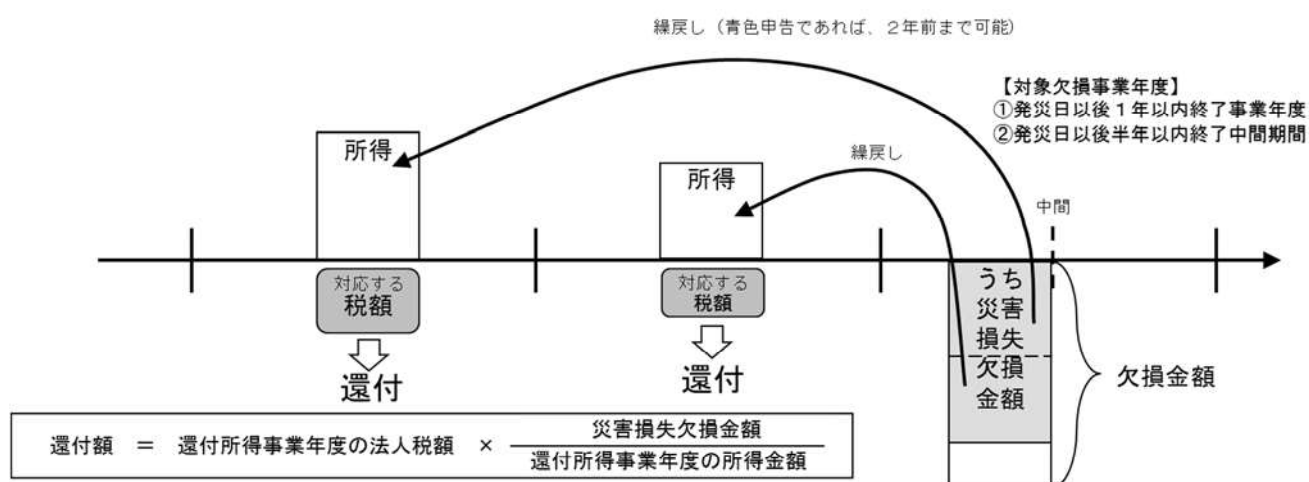 繰戻し（青色申告であれば、２年前まで可能）
【対象欠損事業年度】
①発災日以後１年以内終了事業年度
②発災日以後半年以内終了中間期間
繰戻し
所得
所得
中間
対応する
税額
対応する
税額
還付
還付
うち
災害
損失
欠損
金額
欠損金額
還付額　＝　還付所得事業年度の法人税額　×
災害損失欠損金額
還付所得事業年度の所得金額